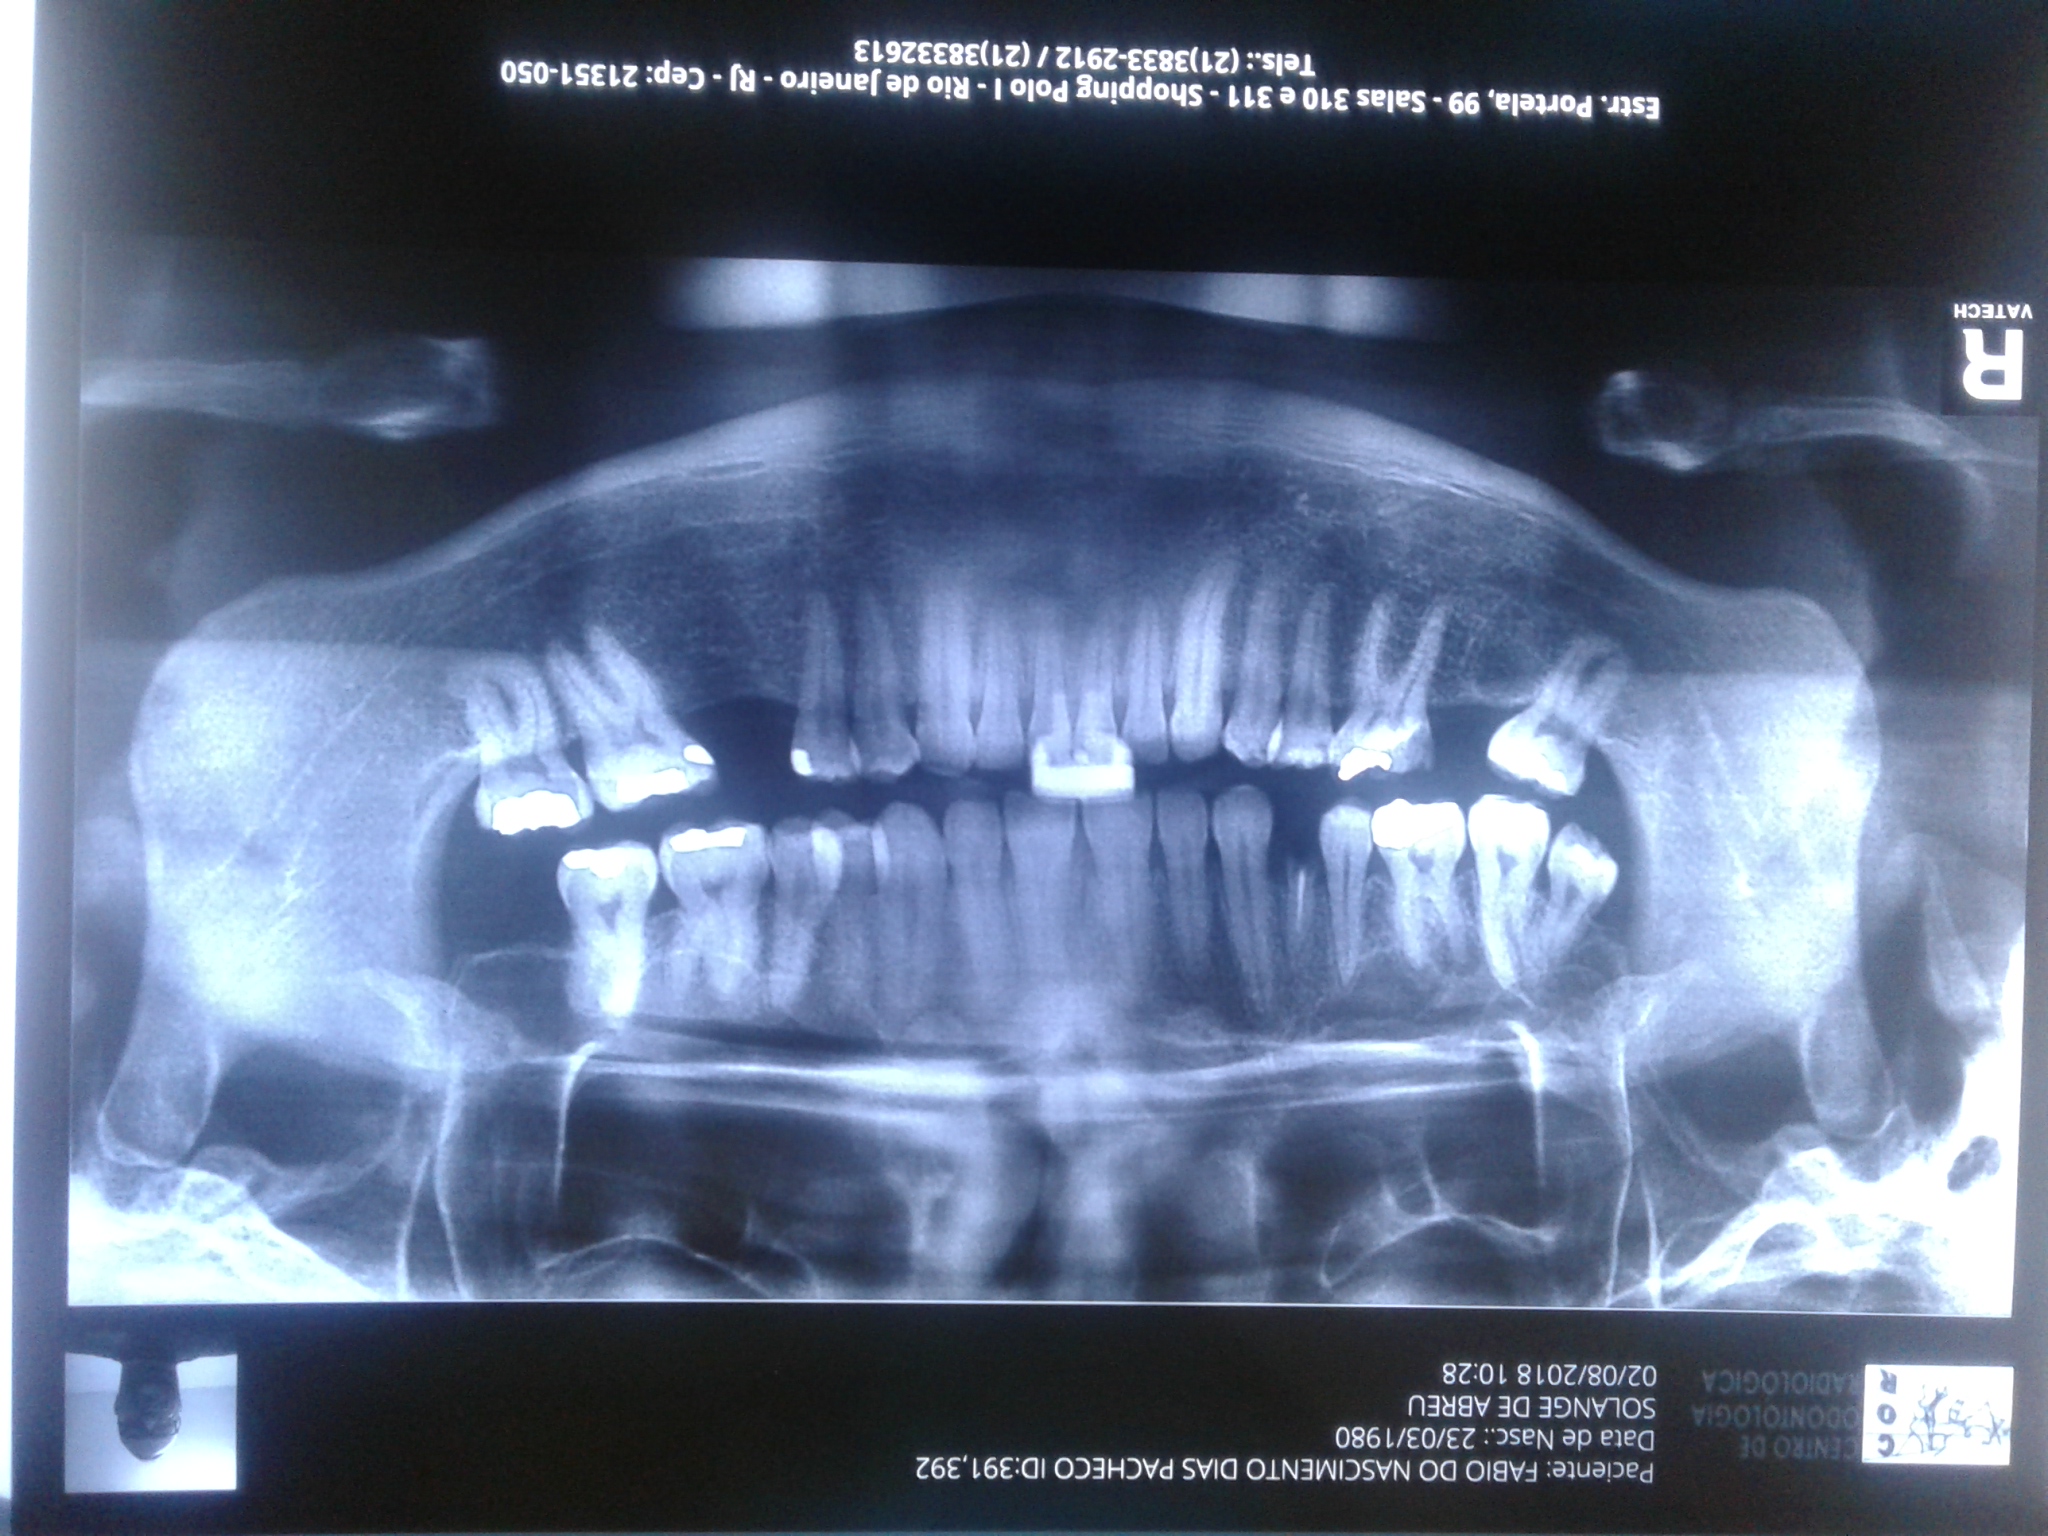 COR
CENTRO DE
ODONTOLOGIA
RADIOLÓGICA
Paciente: FABIO DO NASCIMENTO DIAS PACHECO ID:391,392
Data de Nasc.: 23/03/1980
SOLANGE DE ABREU
02/08/2018 10:28
R
VATECH
Estr. Portela, 99 - Salas 310 e 311 - Shopping Polo I - Rio de Janeiro - RJ - Cep: 21351-050
Tels.: (21)3833-2912 / (21)38332613